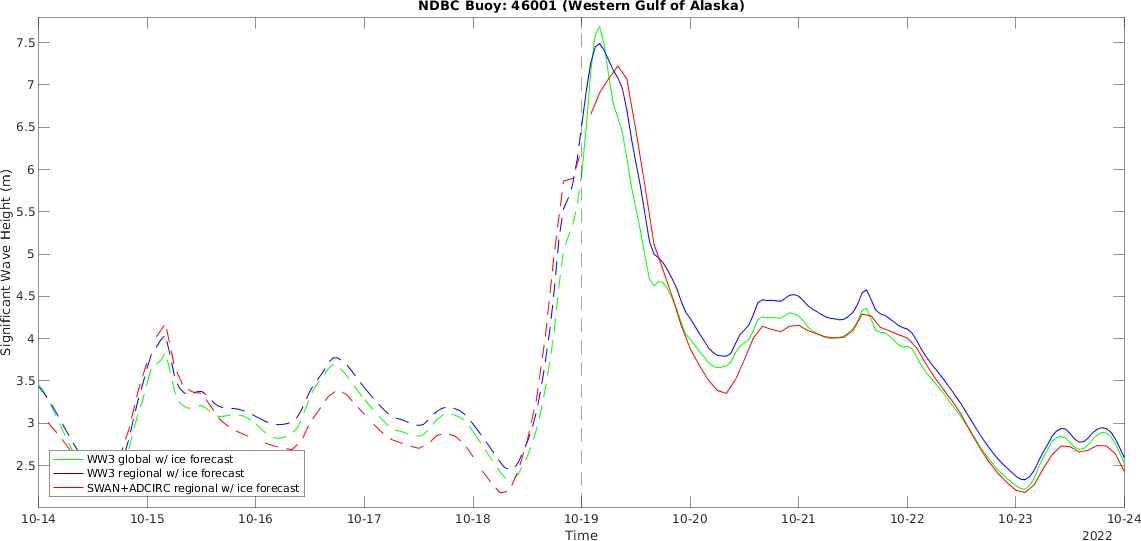 NDBC Buoy: 46001 (Western Gulf of Alaska)
Significant Wave Height (m)
7.5
7
6.5
6
5.5
5
4.5
4
3.5
3
2.5
WW3 global w/ ice forecast
WW3 regional w/ ice forecast
SWAN+ADCIRC regional w/ ice forecast
10-14 10-15 10-16 10-17 10-18 10-19 10-20 10-21 10-22 10-23 10-24
Time 2022